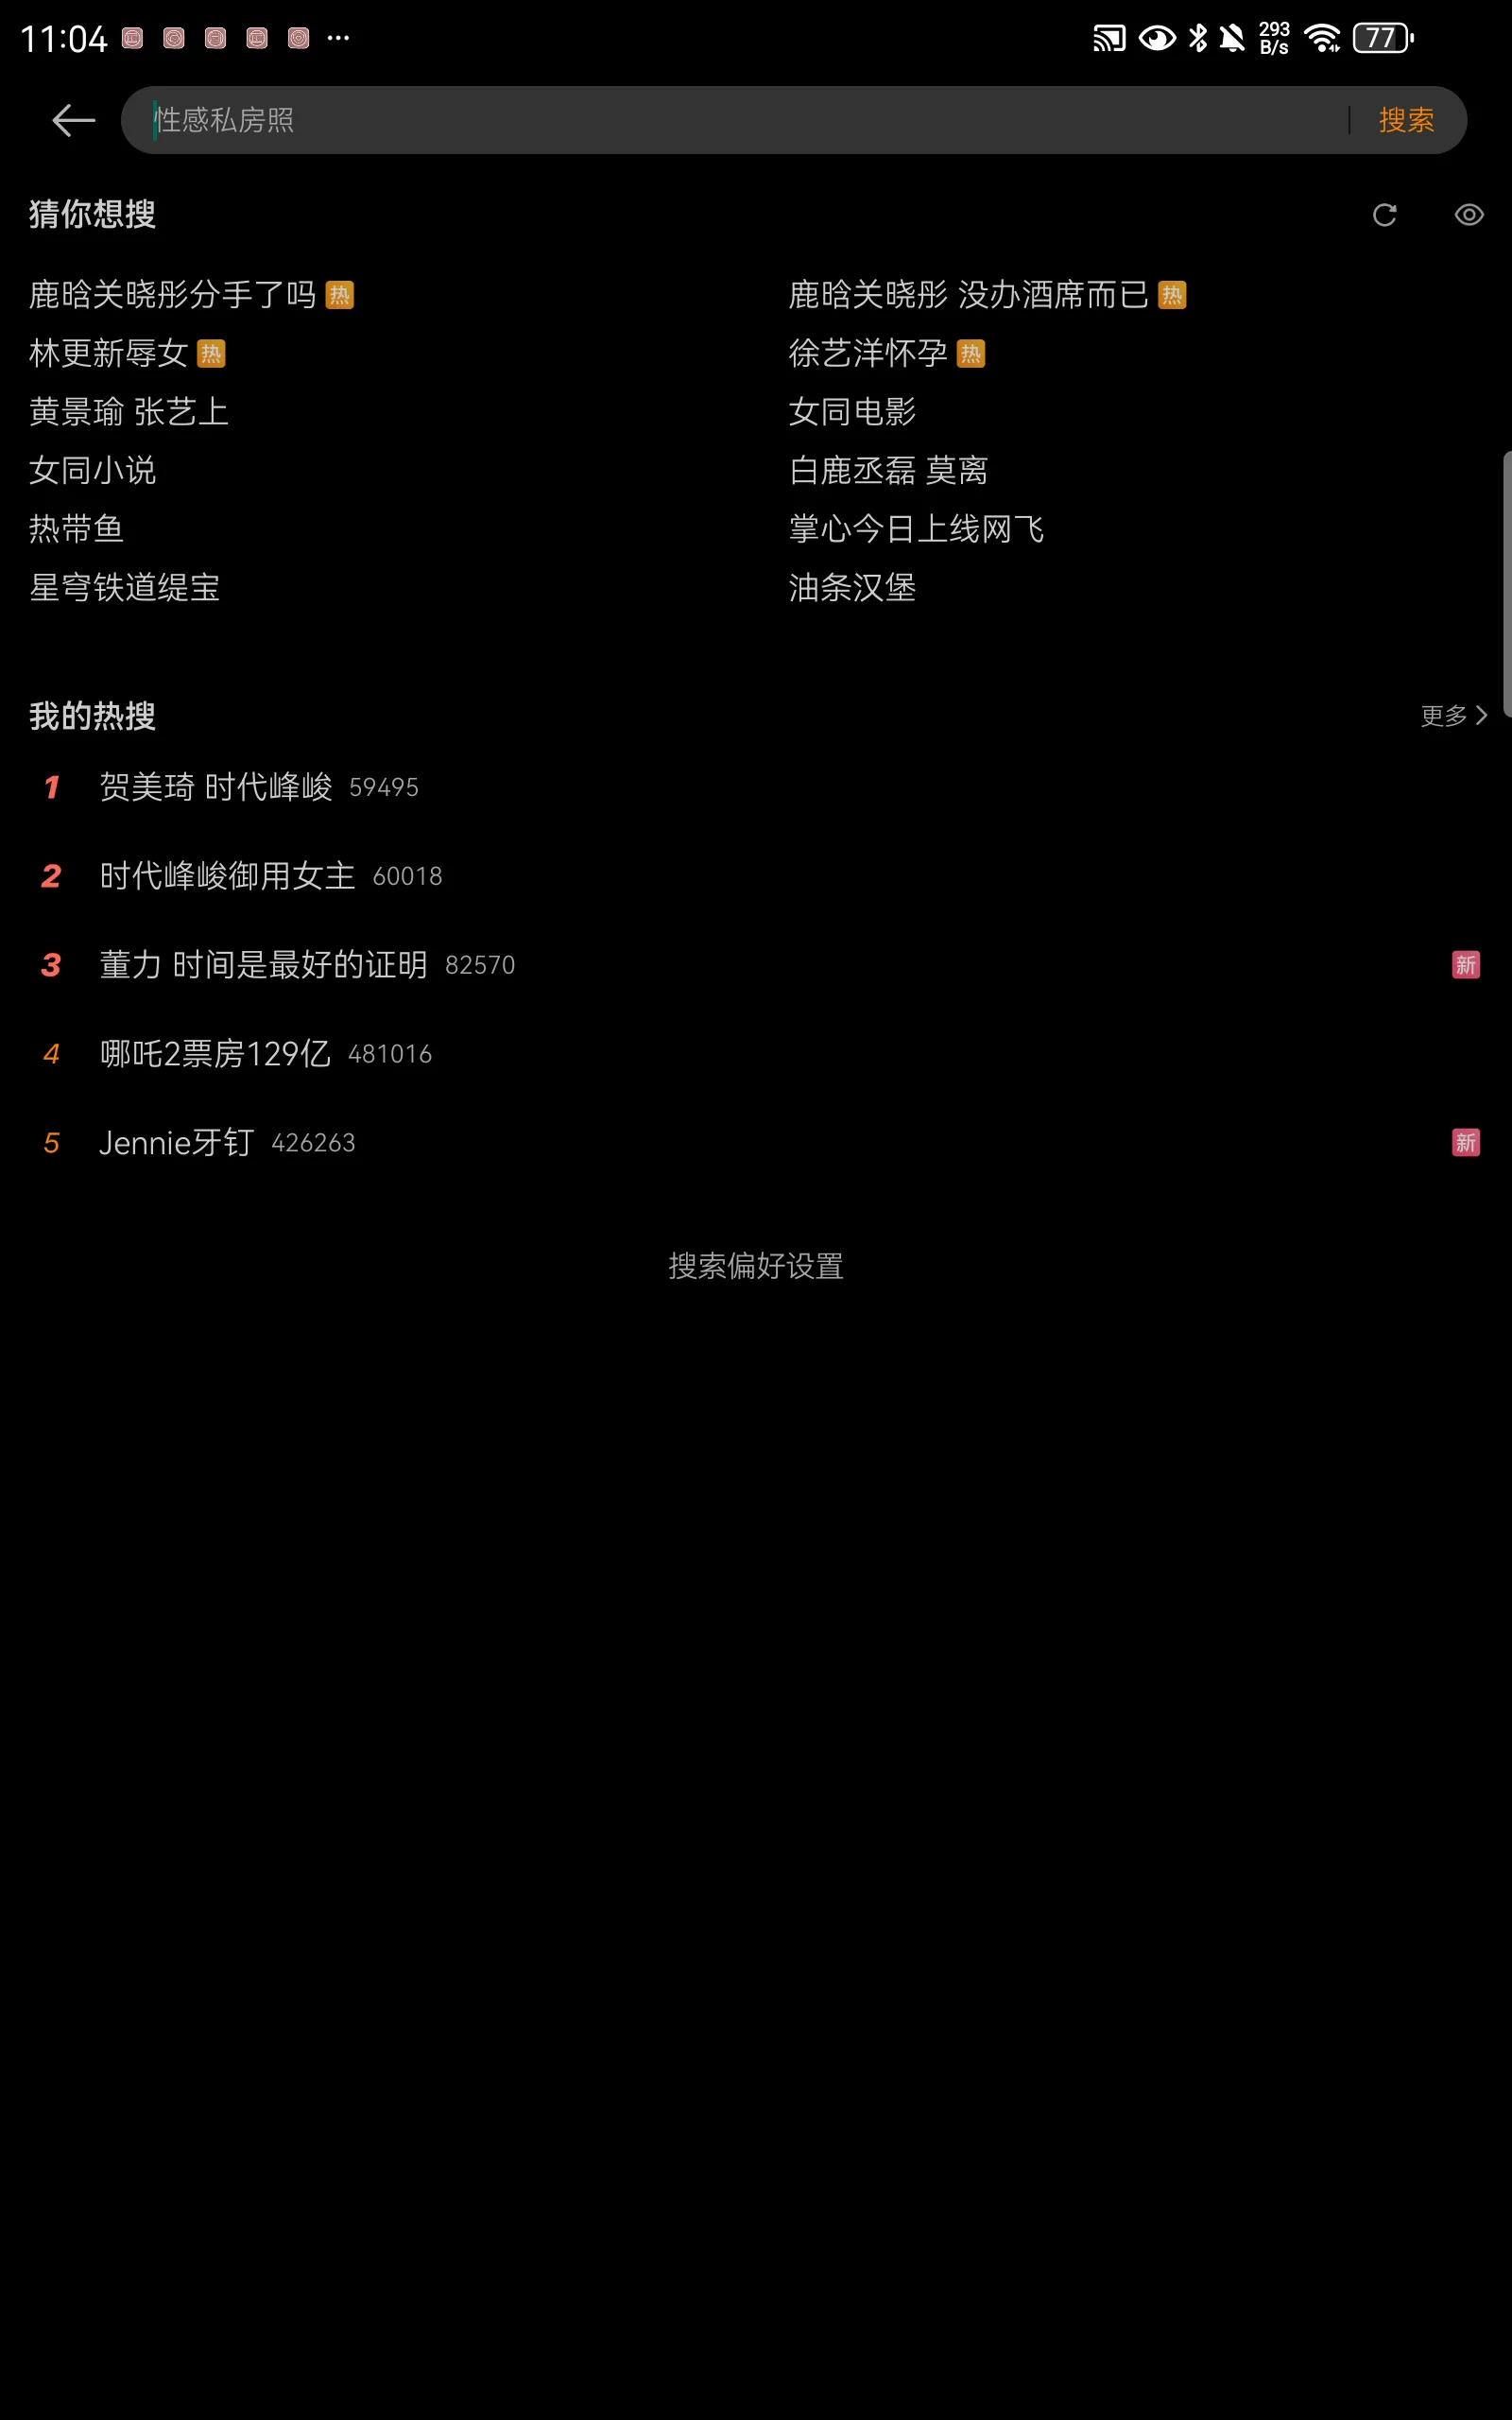 11:04 293 B/s 77
性感私房照 搜索
猜你想搜
鹿晗关晓彤分手了吗 热 鹿晗关晓彤 没办酒席而已 热
林更新辱女 热 徐艺洋怀孕 热
黄景瑜 张艺上 女同电影
女同小说 白鹿丞磊 莫离
热带鱼 掌心今日上线网飞
星穹铁道缇宝 油条汉堡
我的热搜 更多
1 贺美琦 时代峰峻 59495
2 时代峰峻御用女主 60018
3 董力 时间是最好的证明 82570 新
4 哪吒2票房129亿 481016
5 Jennie牙钉 426263 新
搜索偏好设置